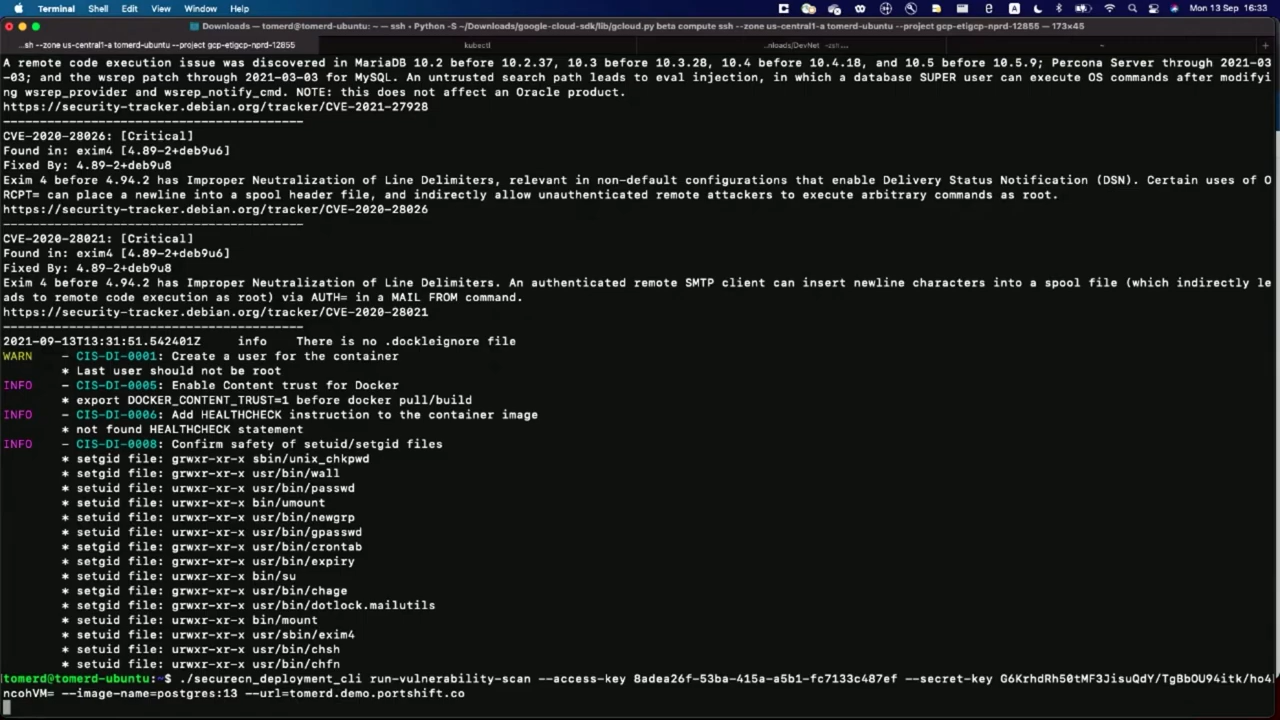 Terminal Shell Edit View Window Help Mon 13 Sep 16:33
Downloads — tomerd@tomerd-ubuntu: ~ — ssh • Python -S ~/Downloads/google-cloud-sdk/lib/gcloud.py beta compute ssh --zone us-central1-a tomerd-ubuntu --project gcp-etigcp-nprd-12855 — 173×45
...sh --zone us-central1-a tomerd-ubuntu --project gcp-etigcp-nprd-12855 kubectl ...nloads/DevNet -zsh ... ~
A remote code execution issue was discovered in MariaDB 10.2 before 10.2.37, 10.3 before 10.3.28, 10.4 before 10.4.18, and 10.5 before 10.5.9; Percona Server through 2021-03
-03; and the wsrep patch through 2021-03-03 for MySQL. An untrusted search path leads to eval injection, in which a database SUPER user can execute OS commands after modifyi
ng wsrep_provider and wsrep_notify_cmd. NOTE: this does not affect an Oracle product.
https://security-tracker.debian.org/tracker/CVE-2021-27928
----------------------------------------
CVE-2020-28026: [Critical]
Found in: exim4 [4.89-2+deb9u6]
Fixed By: 4.89-2+deb9u8
Exim 4 before 4.94.2 has Improper Neutralization of Line Delimiters, relevant in non-default configurations that enable Delivery Status Notification (DSN). Certain uses of O
RCPT= can place a newline into a spool header file, and indirectly allow unauthenticated remote attackers to execute arbitrary commands as root.
https://security-tracker.debian.org/tracker/CVE-2020-28026
----------------------------------------
CVE-2020-28021: [Critical]
Found in: exim4 [4.89-2+deb9u6]
Fixed By: 4.89-2+deb9u8
Exim 4 before 4.94.2 has Improper Neutralization of Line Delimiters. An authenticated remote SMTP client can insert newline characters into a spool file (which indirectly le
ads to remote code execution as root) via AUTH= in a MAIL FROM command.
https://security-tracker.debian.org/tracker/CVE-2020-28021
----------------------------------------
2021-09-13T13:31:51.542401Z info There is no .dockleignore file
WARN - CIS-DI-0001: Create a user for the container
* Last user should not be root
INFO - CIS-DI-0005: Enable Content trust for Docker
* export DOCKER_CONTENT_TRUST=1 before docker pull/build
INFO - CIS-DI-0006: Add HEALTHCHECK instruction to the container image
* not found HEALTHCHECK statement
INFO - CIS-DI-0008: Confirm safety of setuid/setgid files
* setgid file: grwxr-xr-x sbin/unix_chkpwd
* setgid file: grwxr-xr-x usr/bin/wall
* setuid file: urwxr-xr-x usr/bin/passwd
* setuid file: urwxr-xr-x bin/umount
* setuid file: urwxr-xr-x usr/bin/newgrp
* setuid file: urwxr-xr-x usr/bin/gpasswd
* setgid file: grwxr-xr-x usr/bin/crontab
* setgid file: grwxr-xr-x usr/bin/expiry
* setuid file: urwxr-xr-x bin/su
* setgid file: grwxr-xr-x usr/bin/chage
* setgid file: grwxr-xr-x usr/bin/dotlock.mailutils
* setuid file: urwxr-xr-x bin/mount
* setuid file: urwxr-xr-x usr/sbin/exim4
* setuid file: urwxr-xr-x usr/bin/chsh
* setuid file: urwxr-xr-x usr/bin/chfn
tomerd@tomerd-ubuntu:~$ ./securecn_deployment_cli run-vulnerability-scan --access-key 8adea26f-53ba-415a-a5b1-fc7133c487ef --secret-key G6KrhdRh50tMF3JisuQdY/TgBbOU94itk/ho4
ncohVM= --image-name=postgres:13 --url=tomerd.demo.portshift.co